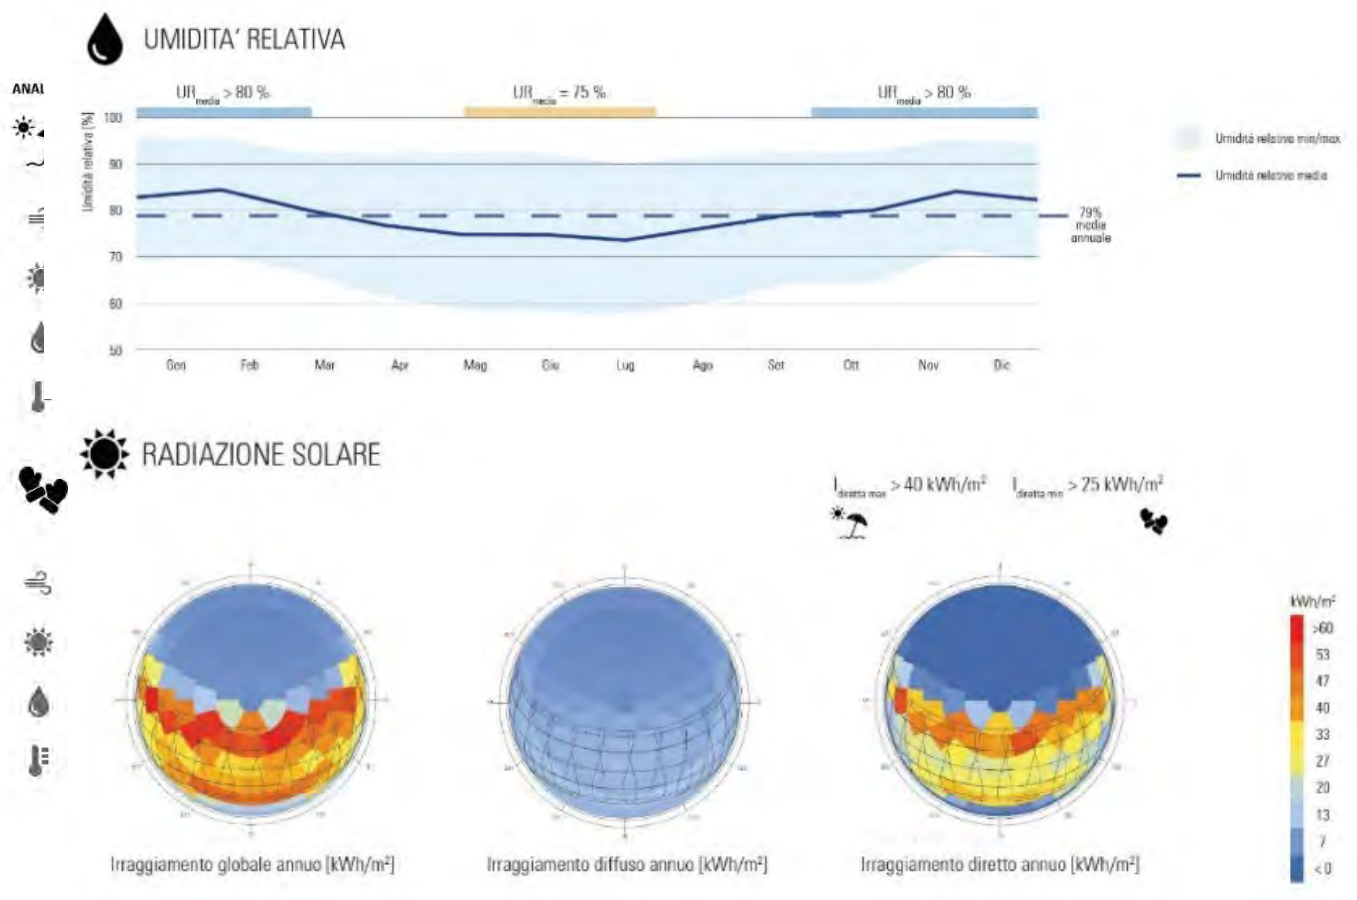 UMIDITA' RELATIVA
ANAL
UR media > 80 %
UR media = 75 %
UR media > 80 %
Umidità relativa [%]
100
90
80
70
60
50
Gen Feb Mar Apr Mag Giu Lug Ago Set Ott Nov Dic
79%
media
annuale
Umidità relativa min/max
Umidità relativa media
RADIAZIONE SOLARE
I diretta max > 40 kWh/m² I diretta min > 25 kWh/m²
kWh/m²
>60
53
47
40
33
27
20
13
7
<0
Irraggiamento globale annuo [kWh/m²]
Irraggiamento diffuso annuo [kWh/m²]
Irraggiamento diretto annuo [kWh/m²]